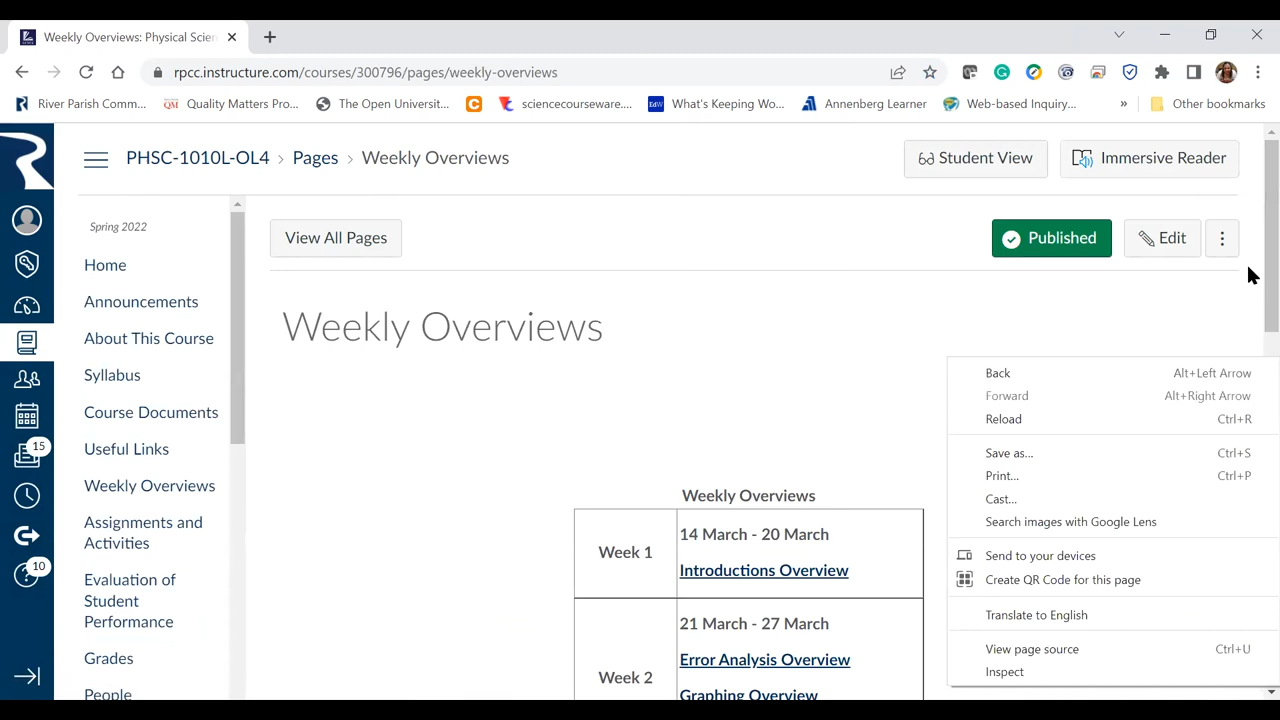 Weekly Overviews: Physical Scien
rpcc.instructure.com/courses/300796/pages/weekly-overviews
River Parish Comm...
QM Quality Matters Pro...
The Open Universit...
C
sciencecourseware....
EdW What's Keeping Wo...
Annenberg Learner
Web-based Inquiry...
»
Other bookmarks
PHSC-1010L-OL4 › Pages › Weekly Overviews
Student View
Immersive Reader
Spring 2022
Home
Announcements
About This Course
Syllabus
Course Documents
Useful Links
Weekly Overviews
Assignments and
Activities
Evaluation of
Student
Performance
Grades
People
15
10
View All Pages
Published
Edit
Weekly Overviews
Weekly Overviews
Week 1
14 March - 20 March
Introductions Overview
Week 2
21 March - 27 March
Error Analysis Overview
Graphing Overview
Back Alt+Left Arrow
Forward Alt+Right Arrow
Reload Ctrl+R
Save as... Ctrl+S
Print... Ctrl+P
Cast...
Search images with Google Lens
Send to your devices
Create QR Code for this page
Translate to English
View page source Ctrl+U
Inspect